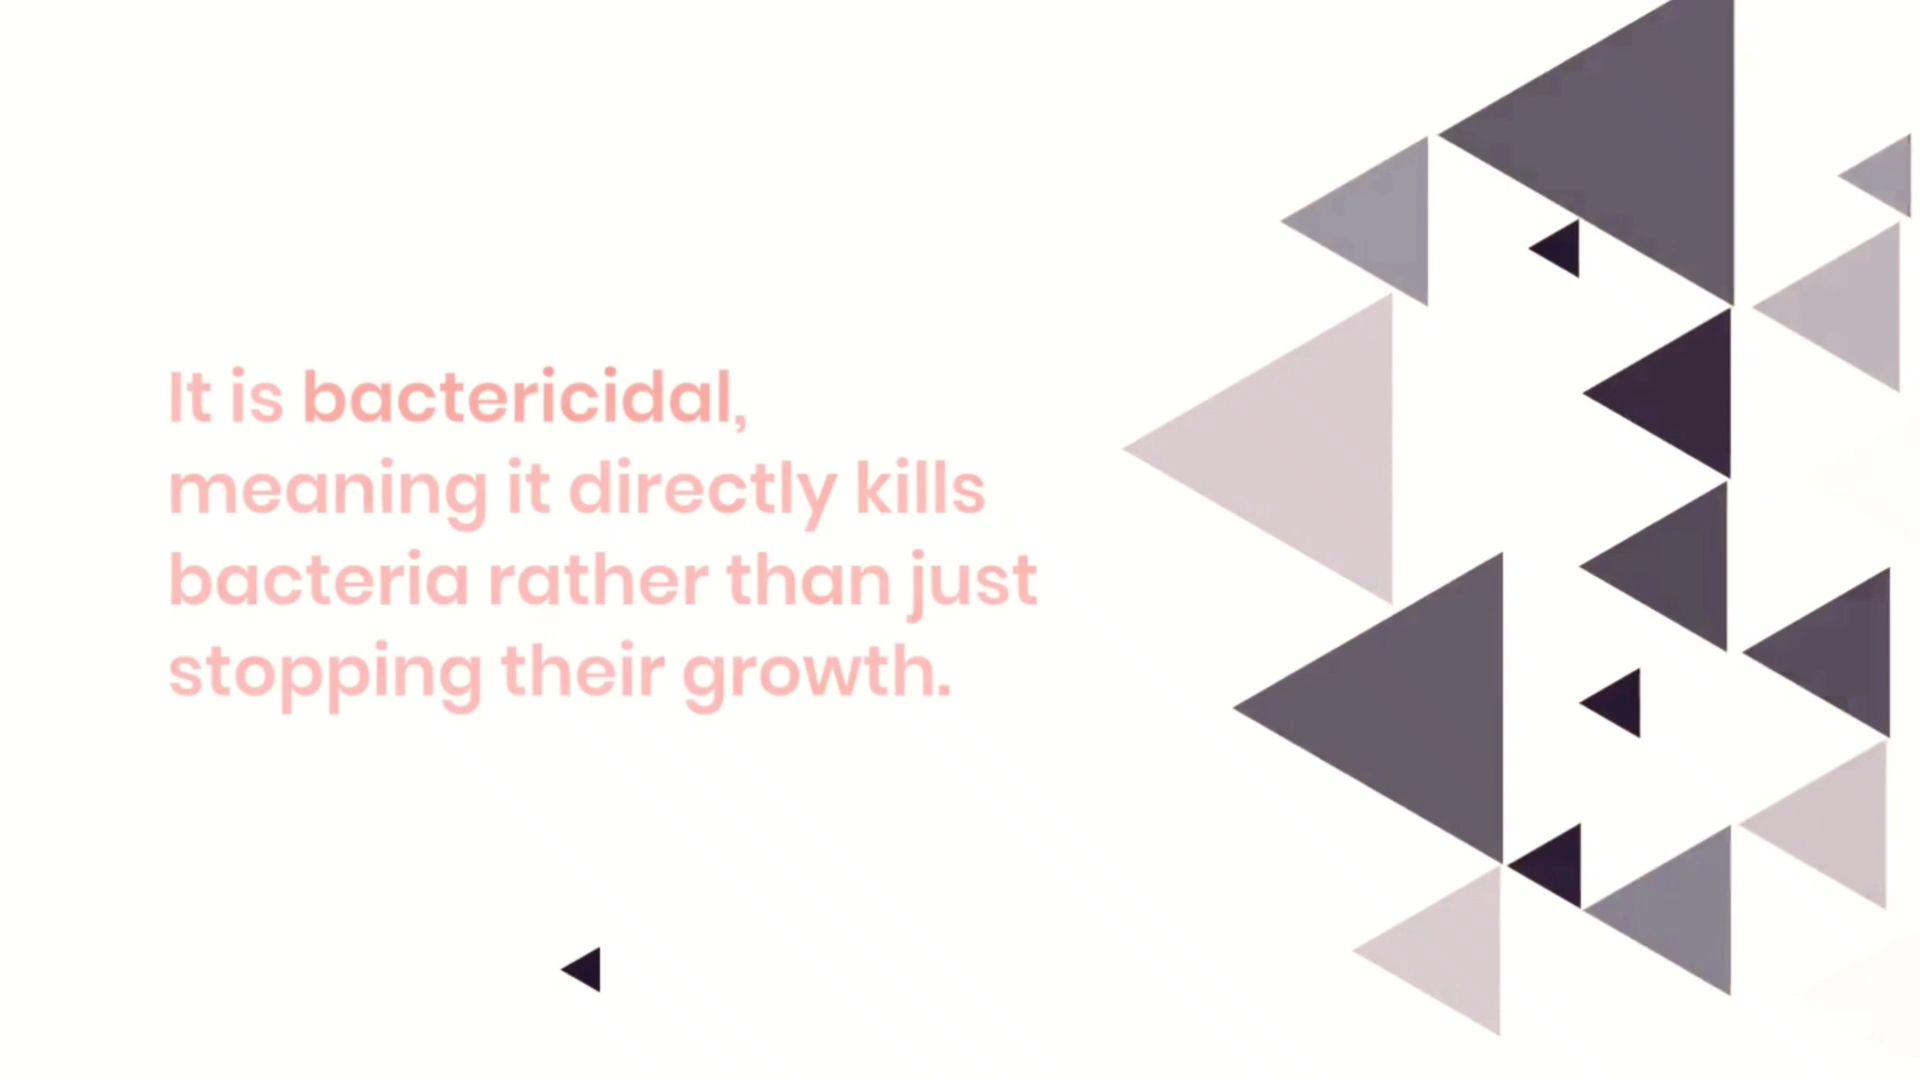 It is bactericidal,
meaning it directly kills
bacteria rather than just
stopping their growth.